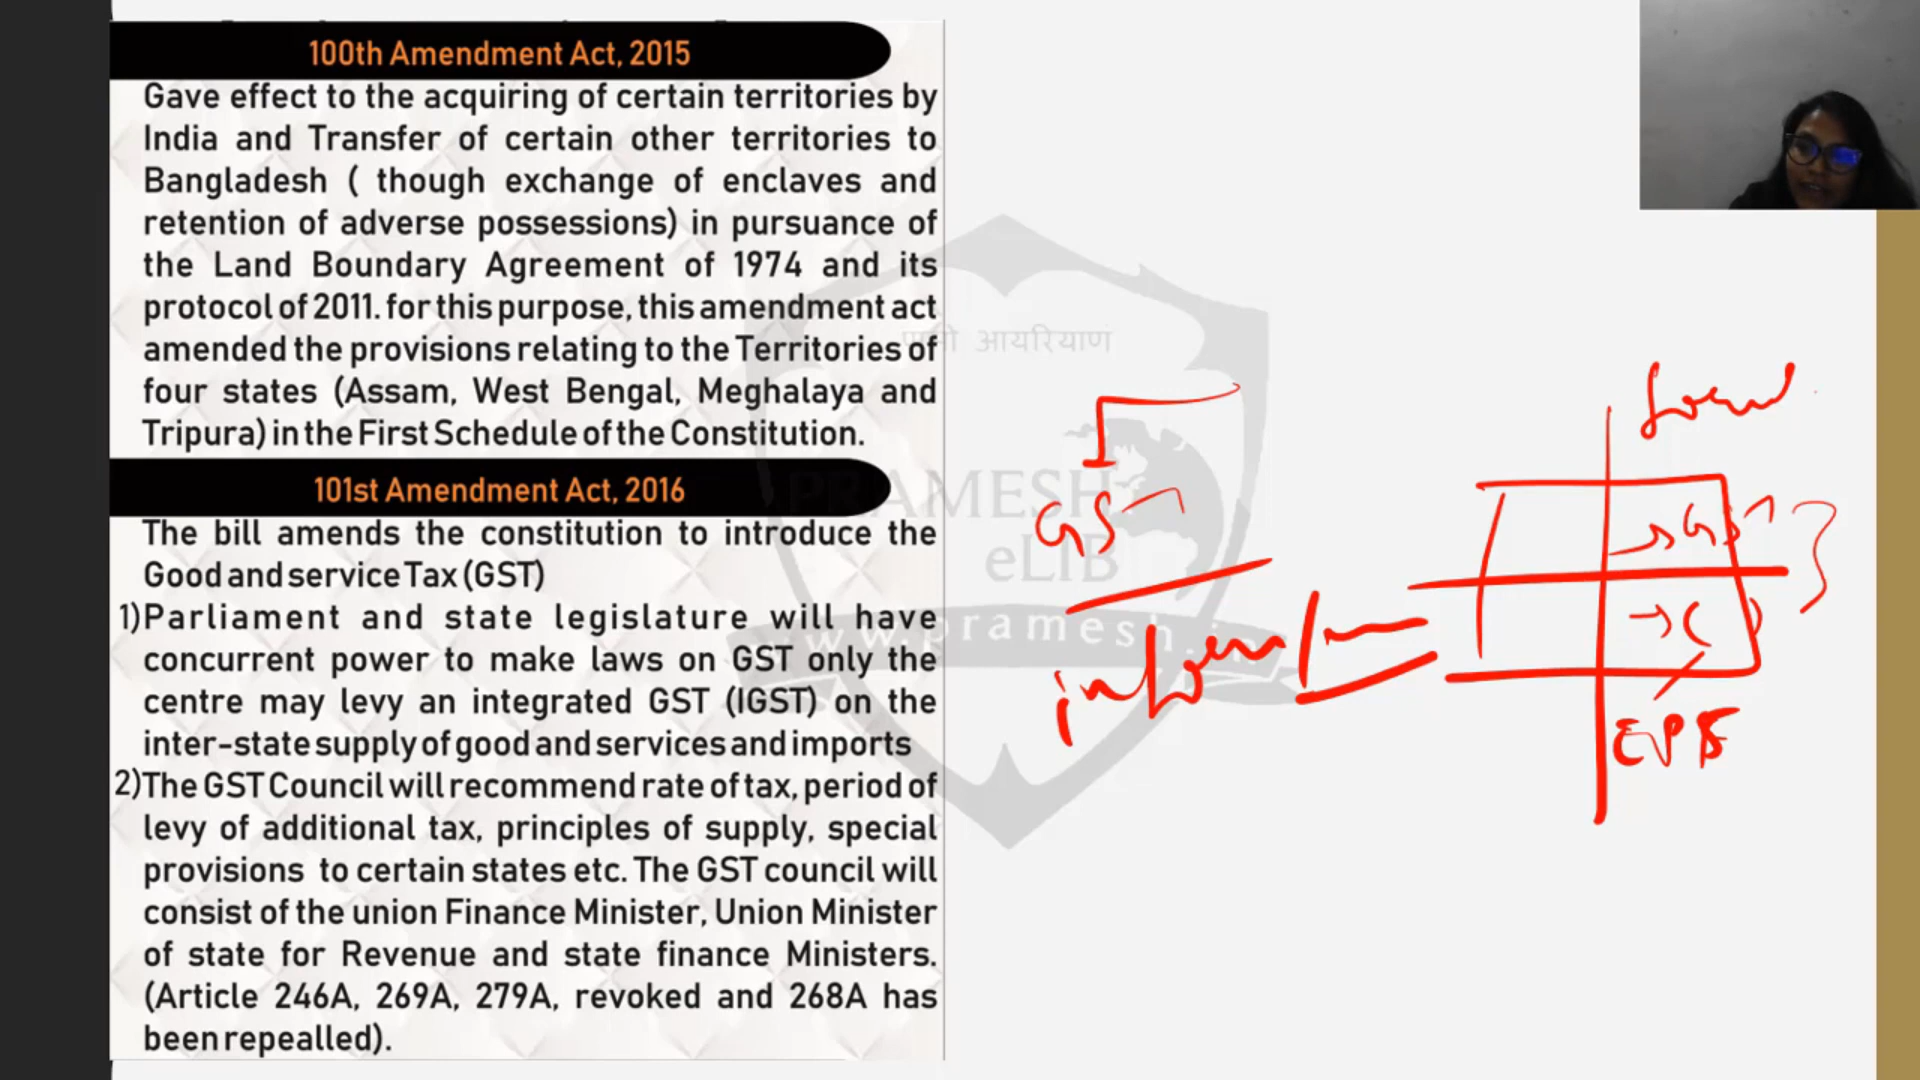 100th Amendment Act, 2015
Gave effect to the acquiring of certain territories by
India and Transfer of certain other territories to
Bangladesh ( though exchange of enclaves and
retention of adverse possessions) in pursuance of
the Land Boundary Agreement of 1974 and its
protocol of 2011. for this purpose, this amendment act
amended the provisions relating to the Territories of
four states (Assam, West Bengal, Meghalaya and
Tripura) in the First Schedule of the Constitution.
101st Amendment Act, 2016
The bill amends the constitution to introduce the
Good and service Tax (GST)
1)Parliament and state legislature will have
concurrent power to make laws on GST only the
centre may levy an integrated GST (IGST) on the
inter-state supply of good and services and imports
2)The GST Council will recommend rate of tax, period of
levy of additional tax, principles of supply, special
provisions to certain states etc. The GST council will
consist of the union Finance Minister, Union Minister
of state for Revenue and state finance Ministers.
(Article 246A, 269A, 279A, revoked and 268A has
been repealled).
आयरियाणं
PRAMESH
eLIB
www.pramesh.in
GST
GST